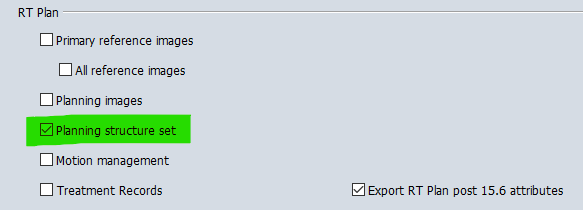 RT Plan
Primary reference images
All reference images
Planning images
Planning structure set
Motion management
Treatment Records
Export RT Plan post 15.6 attributes